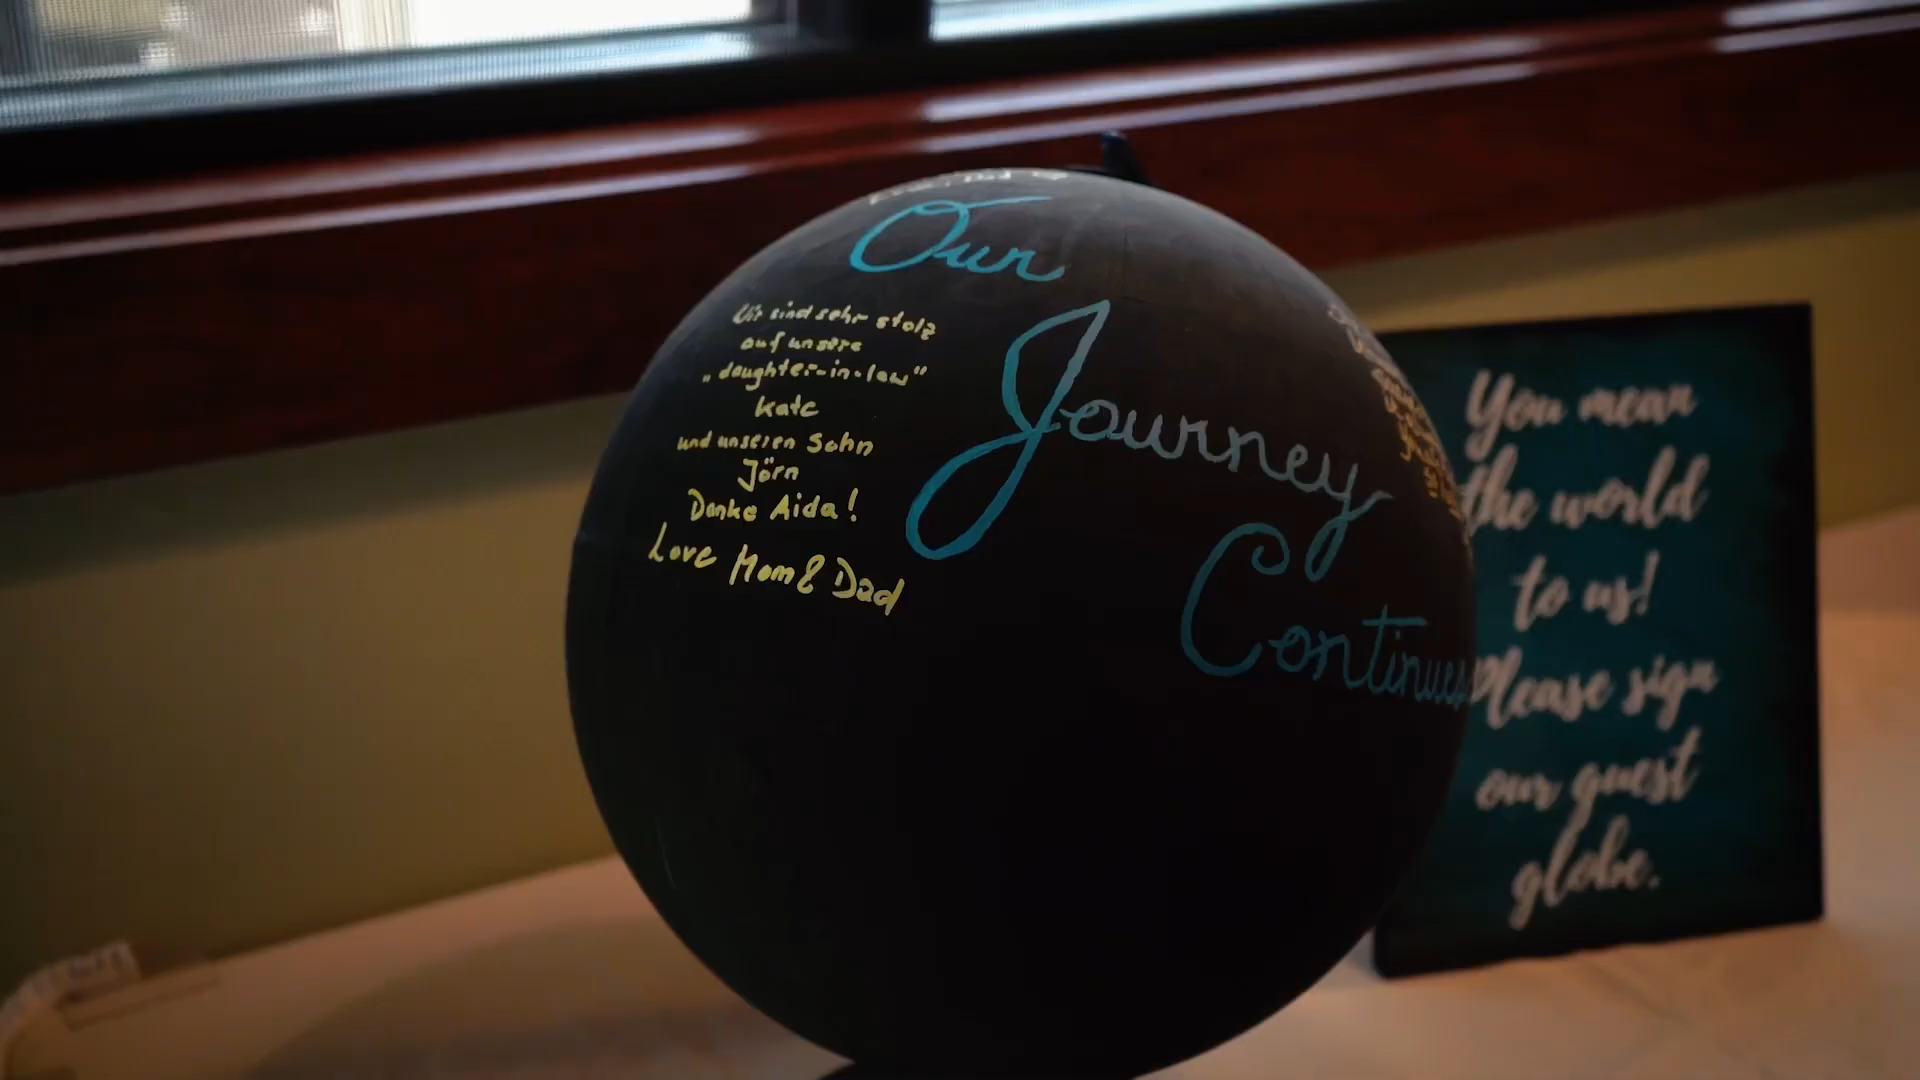 Our
Journey
Continues
Wir sind sehr stolz
auf unsere
„daughter-in-law"
Kate
und unseren Sohn
Jörn
Danke Aida!
Love Mom & Dad
You mean
the world
to us!
Please sign
our guest
globe.